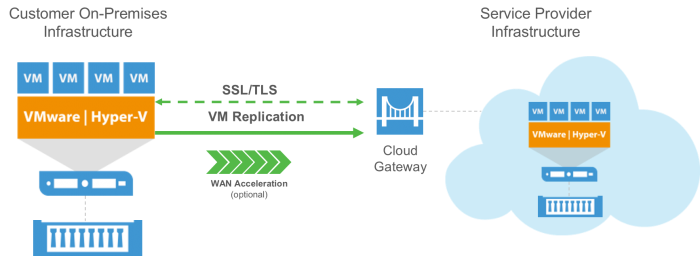 Customer On-Premises
Infrastructure
Service Provider
Infrastructure
VM VM VM VM
VMware | Hyper-V
SSL/TLS
VM Replication
WAN Acceleration
(optional)
Cloud
Gateway
VM VM VM VM
VMware | Hyper-V